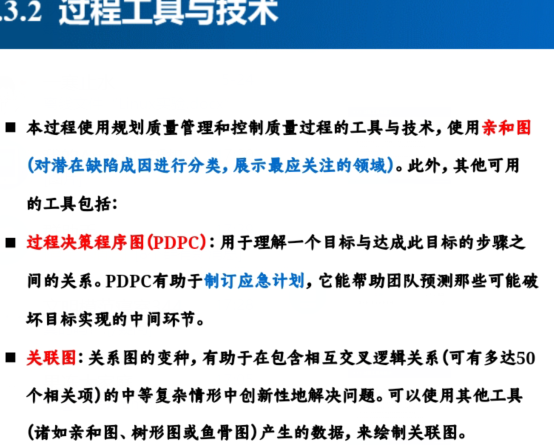 .3.2 过程工具与技术
■ 本过程使用规划质量管理和控制质量过程的工具与技术，使用亲和图
(对潜在缺陷成因进行分类，展示最应关注的领域)。此外，其他可用
的工具包括：
■ 过程决策程序图(PDPC)：用于理解一个目标与达成此目标的步骤之
间的关系。PDPC有助于制订应急计划，它能帮助团队预测那些可能破
坏目标实现的中间环节。
■ 关联图：关系图的变种，有助于在包含相互交叉逻辑关系(可有多达50
个相关项)的中等复杂情形中创新性地解决问题。可以使用其他工具
(诸如亲和图、树形图或鱼骨图)产生的数据，来绘制关联图。